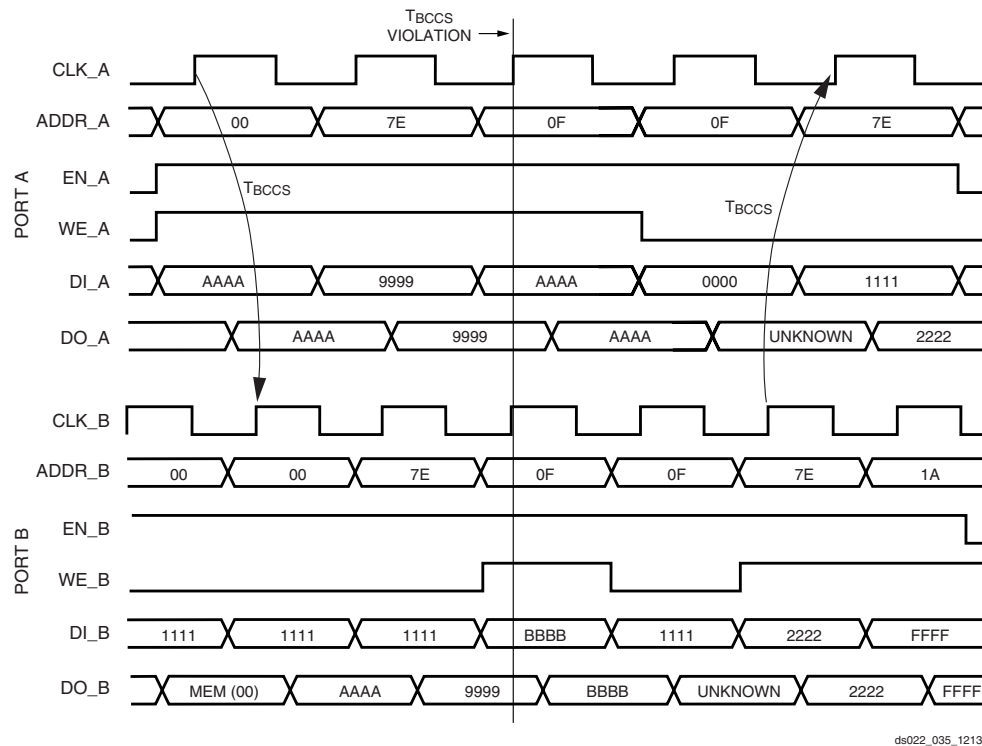 TBCCS
VIOLATION
CLK_A
ADDR_A 00 7E 0F 0F 7E
PORT A
EN_A
TBCCS
TBCCS
WE_A
DI_A AAAA 9999 AAAA 0000 1111
DO_A AAAA 9999 AAAA UNKNOWN 2222
CLK_B
ADDR_B 00 00 7E 0F 0F 7E 1A
PORT B
EN_B
WE_B
DI_B 1111 1111 1111 BBBB 1111 2222 FFFF
DO_B MEM (00) AAAA 9999 BBBB UNKNOWN 2222 FFFF
ds022_035_1213